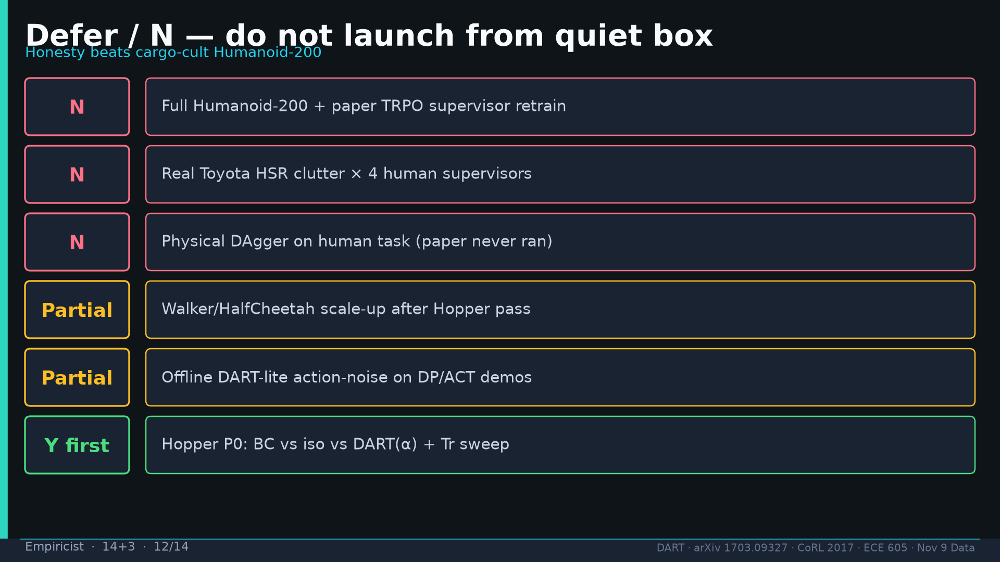 Defer / N — do not launch from quiet box
Honesty beats cargo-cult Humanoid-200
N
Full Humanoid-200 + paper TRPO supervisor retrain
N
Real Toyota HSR clutter × 4 human supervisors
N
Physical DAgger on human task (paper never ran)
Partial
Walker/HalfCheetah scale-up after Hopper pass
Partial
Offline DART-lite action-noise on DP/ACT demos
Y first
Hopper P0: BC vs iso vs DART(α) + Tr sweep
Empiricist · 14+3 · 12/14
DART · arXiv 1703.09327 · CoRL 2017 · ECE 605 · Nov 9 Data